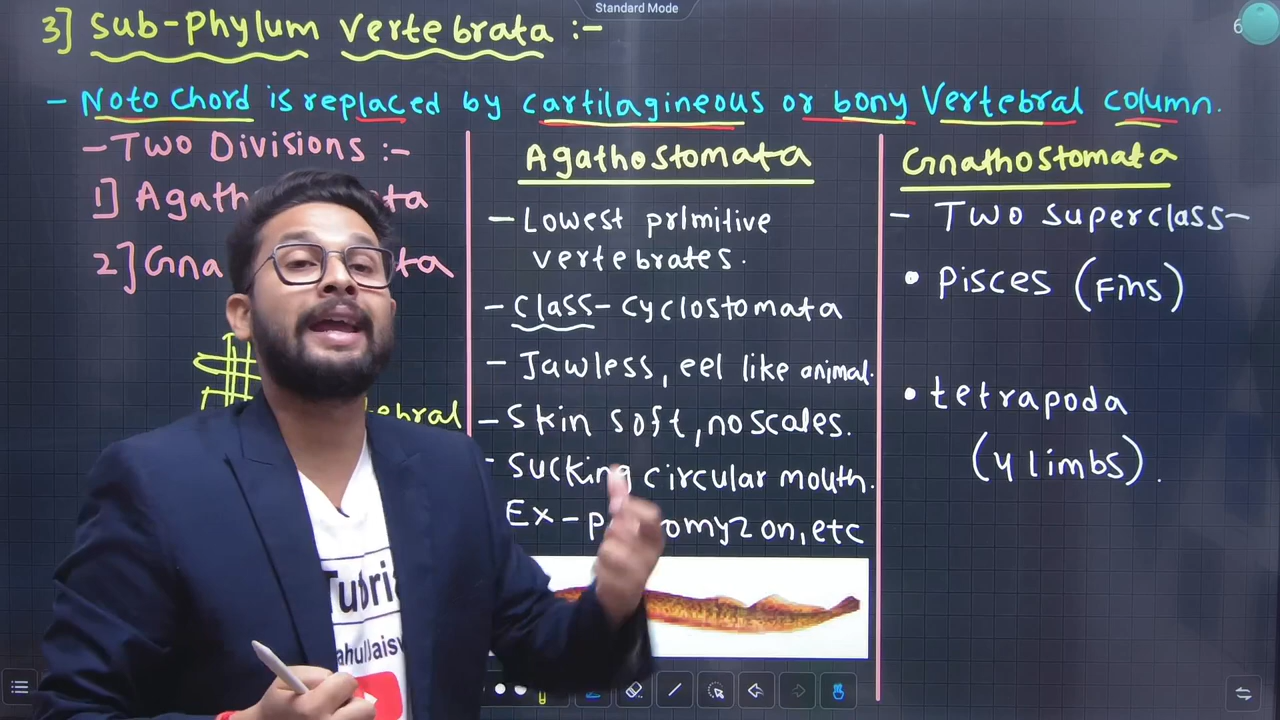 Standard Mode
6
3] Sub-Phylum Vertebrata :-
- Noto Chord is replaced by cartilagineous or bony Vertebral column.
- Two Divisions :-
1] Agatho
2] Gna
Agathostomata
- Lowest primitive
vertebrates.
- Class - cyclostomata
- Jawless, eel like animal.
- Skin soft, no scales.
- Sucking circular mouth.
Ex - etc
Gnathostomata
- Two superclass -
• Pisces (Fins)
• tetrapoda
(4 limbs).